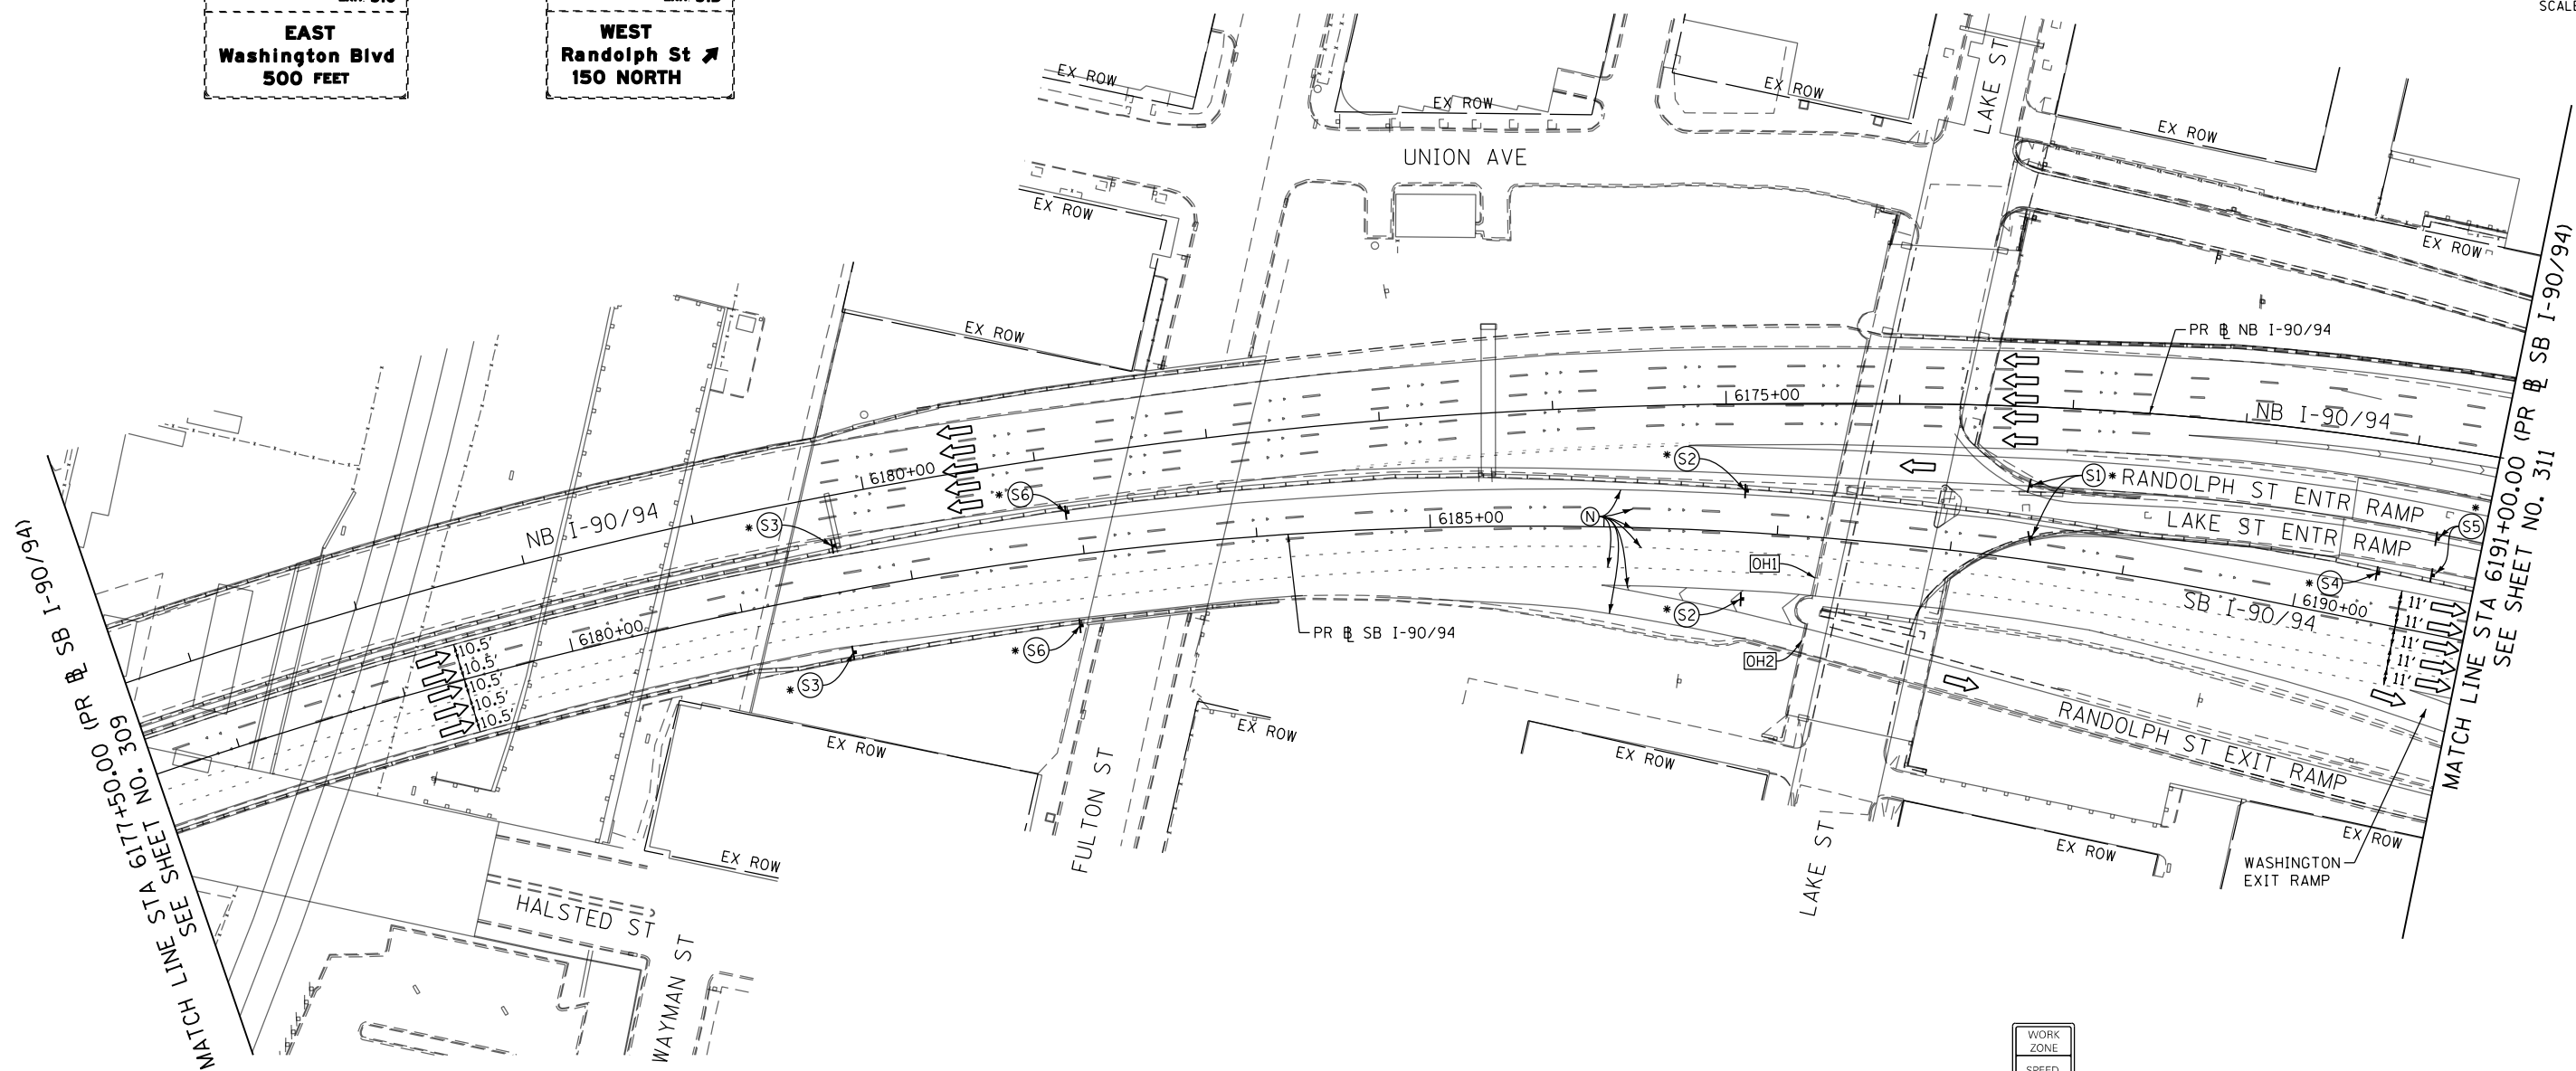 SCALE
EAST
Washington Blvd
500 FEET
WEST
Randolph St
150 NORTH
EX ROW
EX ROW
EX ROW
EX ROW
LAKE ST
UNION AVE
EX ROW
EX ROW
EX ROW
PR BL NB I-90/94
6175+00
NB I-90/94
6180+00
NB I-90/94
* S2
S1 *
RANDOLPH ST ENTR RAMP
LAKE ST ENTR RAMP
* S6
* S3
6185+00
N
*
S5
OH1
* S4
* S2
SB I-90/94
6190+00
11'
11'
11'
11'
11'
6180+00
10.5'
10.5'
10.5'
10.5'
10.5'
PR BL SB I-90/94
* S6
OH2
* S3
RANDOLPH ST EXIT RAMP
EX ROW
EX ROW
EX ROW
EX ROW
EX ROW
EX ROW
FULTON ST
LAKE ST
WASHINGTON
EXIT RAMP
HALSTED ST
WAYMAN ST
MATCH LINE STA 6177+50.00 (PR BL SB I-90/94)
SEE SHEET NO. 309
MATCH LINE STA 6191+00.00 (PR BL SB I-90/94)
SEE SHEET NO. 311
WORK
ZONE
SPEED